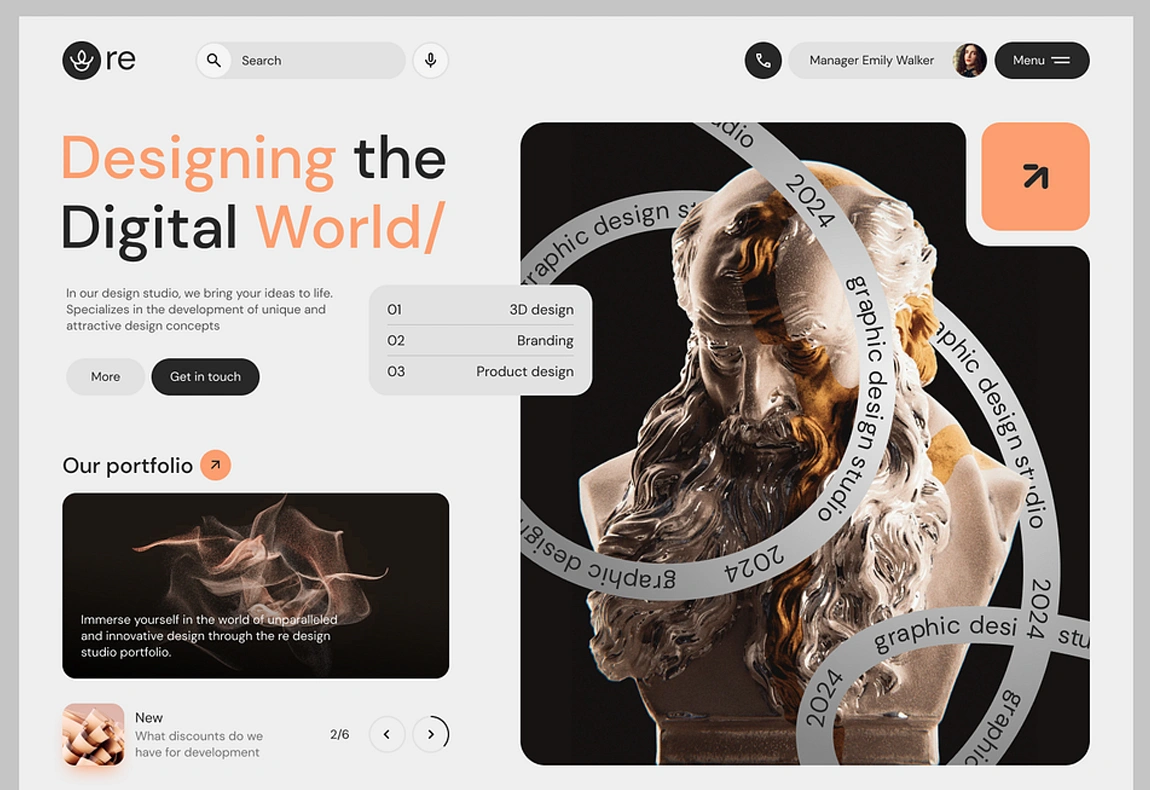 re
Search
Manager Emily Walker
Menu
Designing the
Digital World/
In our design studio, we bring your ideas to life.
Specializes in the development of unique and
attractive design concepts
More
Get in touch
01 3D design
02 Branding
03 Product design
Our portfolio
Immerse yourself in the world of unparalleled
and innovative design through the re design
studio portfolio.
New
What discounts do we
have for development
2/6
udio 2024 graphic design studio 2024 graphic design
graphic design st
aphic design studio 2024 graphic
2024 graphic desi stu